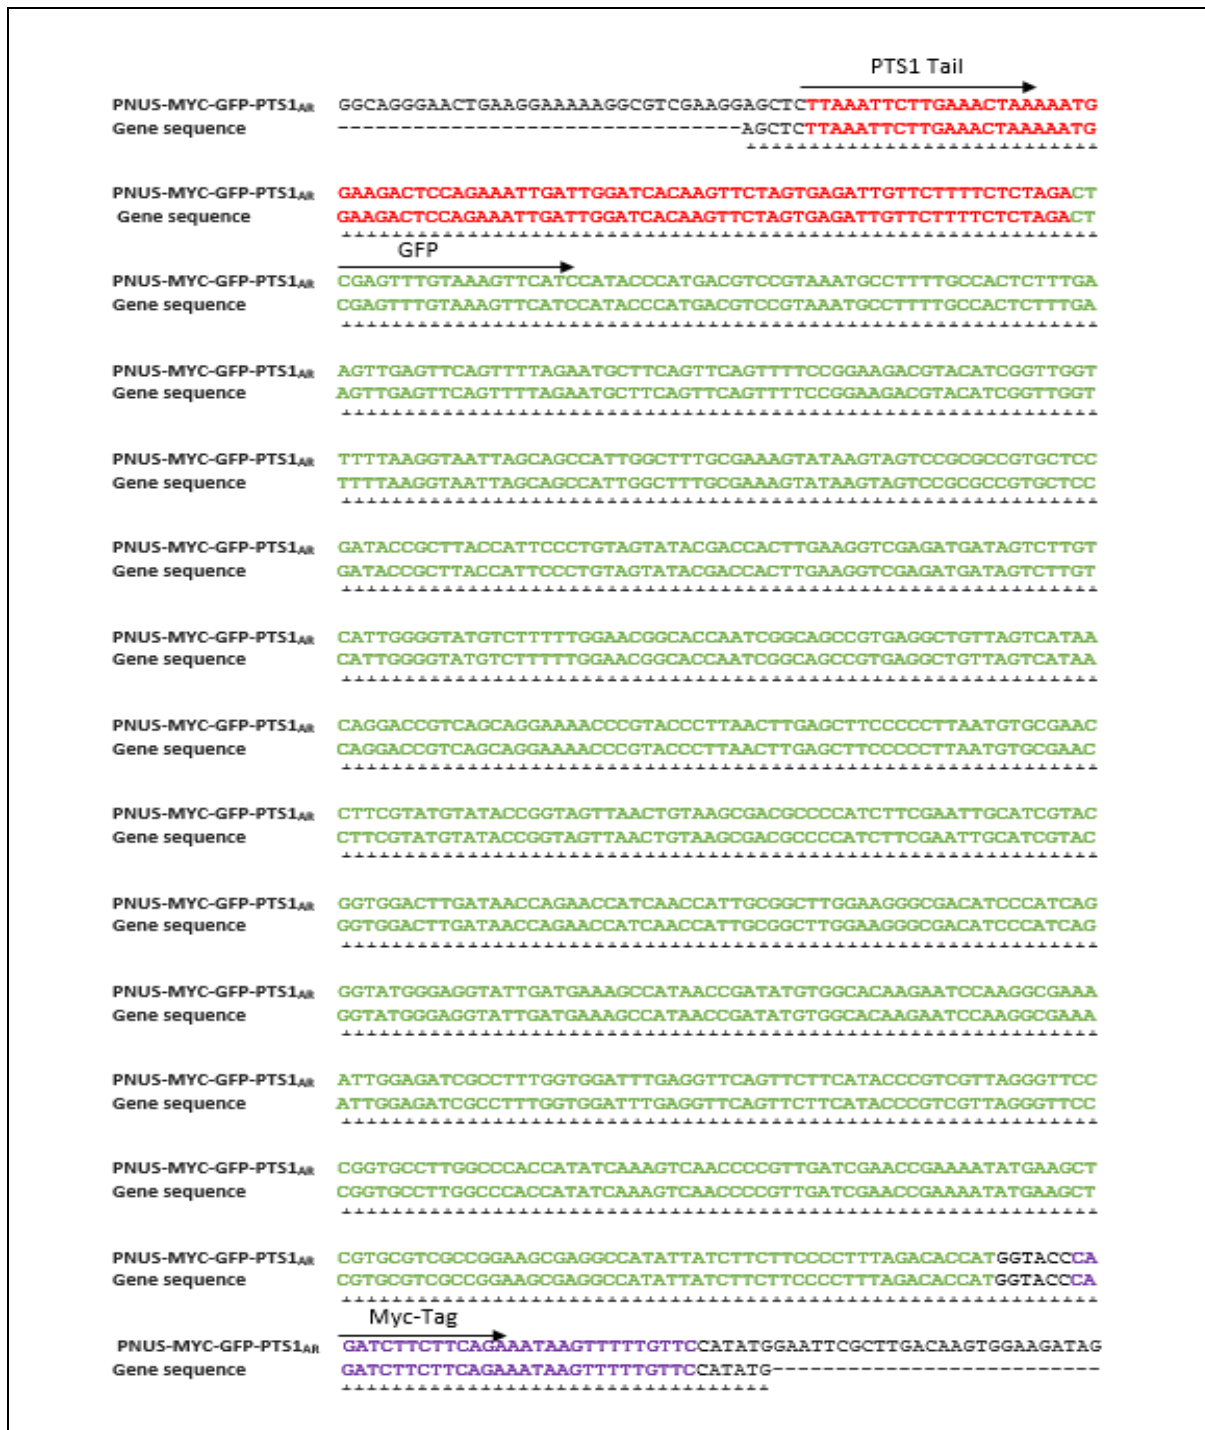 PTS1 Tail
PNUS-MYC-GFP-PTS1AR GGCAGGGAACTGAAGGAAAAAGGCGTCGAAGGAGCTCTTAAATTCTTGAAACTAAAAATG
Gene sequence --------------------------------AGCTCTTAAATTCTTGAAACTAAAAATG
****************************
PNUS-MYC-GFP-PTS1AR GAAGACTCCAGAAATTGATTGGATCACAAGTTCTAGTGAGATTGTTCTTTTCTCTAGACT
Gene sequence GAAGACTCCAGAAATTGATTGGATCACAAGTTCTAGTGAGATTGTTCTTTTCTCTAGACT
************************************************************
GFP
PNUS-MYC-GFP-PTS1AR CGAGTTTGTAAAGTTCATCCATACCCATGACGTCCGTAAATGCCTTTTGCCACTCTTTGA
Gene sequence CGAGTTTGTAAAGTTCATCCATACCCATGACGTCCGTAAATGCCTTTTGCCACTCTTTGA
************************************************************
PNUS-MYC-GFP-PTS1AR AGTTGAGTTCAGTTTTAGAATGCTTCAGTTCAGTTTTCCGGAAGACGTACATCGGTTGGT
Gene sequence AGTTGAGTTCAGTTTTAGAATGCTTCAGTTCAGTTTTCCGGAAGACGTACATCGGTTGGT
************************************************************
PNUS-MYC-GFP-PTS1AR TTTTAAGGTAATTAGCAGCCATTGGCTTTGCGAAAGTATAAGTAGTCCGCGCCGTGCTCC
Gene sequence TTTTAAGGTAATTAGCAGCCATTGGCTTTGCGAAAGTATAAGTAGTCCGCGCCGTGCTCC
************************************************************
PNUS-MYC-GFP-PTS1AR GATACCGCTTACCATTCCCTGTAGTATACGACCACTTGAAGGTCGAGATGATAGTCTTGT
Gene sequence GATACCGCTTACCATTCCCTGTAGTATACGACCACTTGAAGGTCGAGATGATAGTCTTGT
************************************************************
PNUS-MYC-GFP-PTS1AR CATTGGGGTATGTCTTTTTGGAACGGCACCAATCGGCAGCCGTGAGGCTGTTAGTCATAA
Gene sequence CATTGGGGTATGTCTTTTTGGAACGGCACCAATCGGCAGCCGTGAGGCTGTTAGTCATAA
************************************************************
PNUS-MYC-GFP-PTS1AR CAGGACCGTCAGCAGGAAAACCCGTACCCTTAACTTGAGCTTCCCCCTTAATGTGCGAAC
Gene sequence CAGGACCGTCAGCAGGAAAACCCGTACCCTTAACTTGAGCTTCCCCCTTAATGTGCGAAC
************************************************************
PNUS-MYC-GFP-PTS1AR CTTCGTATGTATACCGGTAGTTAACTGTAAGCGACGCCCCATCTTCGAATTGCATCGTAC
Gene sequence CTTCGTATGTATACCGGTAGTTAACTGTAAGCGACGCCCCATCTTCGAATTGCATCGTAC
************************************************************
PNUS-MYC-GFP-PTS1AR GGTGGACTTGATAACCAGAACCATCAACCATTGCGGCTTGGAAGGGCGACATCCCATCAG
Gene sequence GGTGGACTTGATAACCAGAACCATCAACCATTGCGGCTTGGAAGGGCGACATCCCATCAG
************************************************************
PNUS-MYC-GFP-PTS1AR GGTATGGGAGGTATTGATGAAAGCCATAACCGATATGTGGCACAAGAATCCAAGGCGAAA
Gene sequence GGTATGGGAGGTATTGATGAAAGCCATAACCGATATGTGGCACAAGAATCCAAGGCGAAA
************************************************************
PNUS-MYC-GFP-PTS1AR ATTGGAGATCGCCTTTGGTGGATTTGAGGTTCAGTTCTTCATACCCGTCGTTAGGGTTCC
Gene sequence ATTGGAGATCGCCTTTGGTGGATTTGAGGTTCAGTTCTTCATACCCGTCGTTAGGGTTCC
************************************************************
PNUS-MYC-GFP-PTS1AR CGGTGCCTTGGCCCACCATATCAAAGTCAACCCCGTTGATCGAACCGAAAATATGAAGCT
Gene sequence CGGTGCCTTGGCCCACCATATCAAAGTCAACCCCGTTGATCGAACCGAAAATATGAAGCT
************************************************************
PNUS-MYC-GFP-PTS1AR CGTGCGTCGCCGGAAGCGAGGCCATATTATCTTCTTCCCCTTTAGACACCATGGTACCCA
Gene sequence CGTGCGTCGCCGGAAGCGAGGCCATATTATCTTCTTCCCCTTTAGACACCATGGTACCCA
************************************************************
Myc-Tag
PNUS-MYC-GFP-PTS1AR GATCTTCTTCAGAAATAAGTTTTTGTTCCATATGGAATTCGCTTGACAAGTGGAAGATAG
Gene sequence GATCTTCTTCAGAAATAAGTTTTTGTTCCATATG--------------------------
**********************************